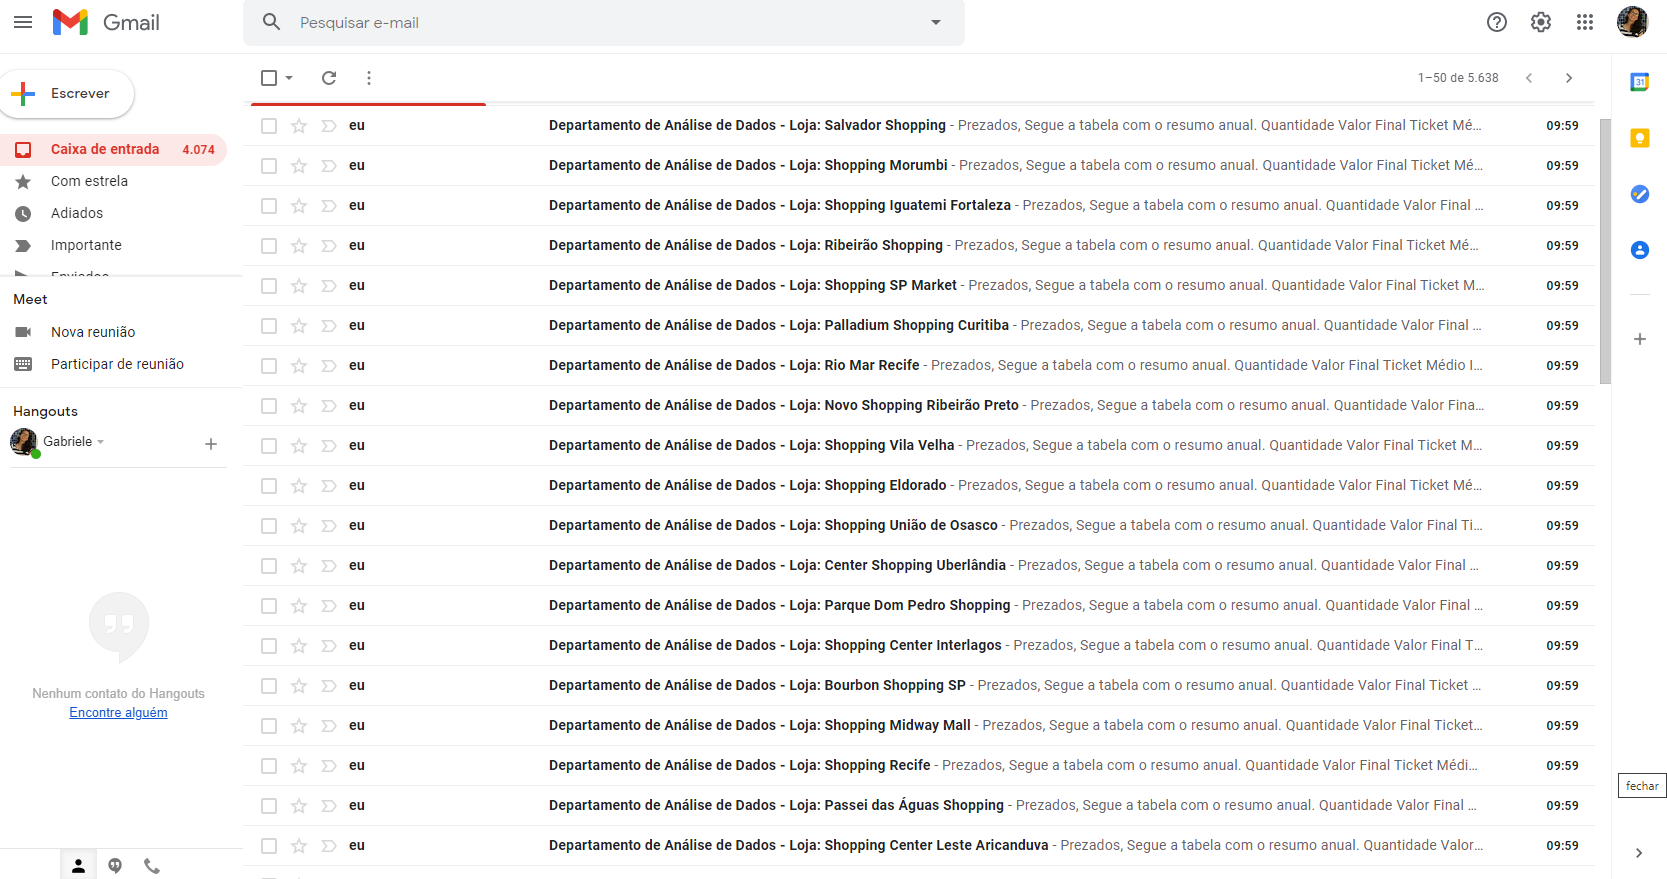 Gmail
Pesquisar e-mail
Escrever
1–50 de 5.638
31
Caixa de entrada 4.074
Com estrela
Adiados
Importante
Enviados
Meet
Nova reunião
Participar de reunião
Hangouts
Gabriele
Nenhum contato do Hangouts
Encontre alguém
eu Departamento de Análise de Dados - Loja: Salvador Shopping - Prezados, Segue a tabela com o resumo anual. Quantidade Valor Final Ticket Mé… 09:59
eu Departamento de Análise de Dados - Loja: Shopping Morumbi - Prezados, Segue a tabela com o resumo anual. Quantidade Valor Final Ticket Mé… 09:59
eu Departamento de Análise de Dados - Loja: Shopping Iguatemi Fortaleza - Prezados, Segue a tabela com o resumo anual. Quantidade Valor Final … 09:59
eu Departamento de Análise de Dados - Loja: Ribeirão Shopping - Prezados, Segue a tabela com o resumo anual. Quantidade Valor Final Ticket Mé… 09:59
eu Departamento de Análise de Dados - Loja: Shopping SP Market - Prezados, Segue a tabela com o resumo anual. Quantidade Valor Final Ticket M… 09:59
eu Departamento de Análise de Dados - Loja: Palladium Shopping Curitiba - Prezados, Segue a tabela com o resumo anual. Quantidade Valor Final … 09:59
eu Departamento de Análise de Dados - Loja: Rio Mar Recife - Prezados, Segue a tabela com o resumo anual. Quantidade Valor Final Ticket Médio I… 09:59
eu Departamento de Análise de Dados - Loja: Novo Shopping Ribeirão Preto - Prezados, Segue a tabela com o resumo anual. Quantidade Valor Fina… 09:59
eu Departamento de Análise de Dados - Loja: Shopping Vila Velha - Prezados, Segue a tabela com o resumo anual. Quantidade Valor Final Ticket M… 09:59
eu Departamento de Análise de Dados - Loja: Shopping Eldorado - Prezados, Segue a tabela com o resumo anual. Quantidade Valor Final Ticket Mé… 09:59
eu Departamento de Análise de Dados - Loja: Shopping União de Osasco - Prezados, Segue a tabela com o resumo anual. Quantidade Valor Final Ti… 09:59
eu Departamento de Análise de Dados - Loja: Center Shopping Uberlândia - Prezados, Segue a tabela com o resumo anual. Quantidade Valor Final … 09:59
eu Departamento de Análise de Dados - Loja: Parque Dom Pedro Shopping - Prezados, Segue a tabela com o resumo anual. Quantidade Valor Final … 09:59
eu Departamento de Análise de Dados - Loja: Shopping Center Interlagos - Prezados, Segue a tabela com o resumo anual. Quantidade Valor Final T… 09:59
eu Departamento de Análise de Dados - Loja: Bourbon Shopping SP - Prezados, Segue a tabela com o resumo anual. Quantidade Valor Final Ticket … 09:59
eu Departamento de Análise de Dados - Loja: Shopping Midway Mall - Prezados, Segue a tabela com o resumo anual. Quantidade Valor Final Ticket… 09:59
eu Departamento de Análise de Dados - Loja: Shopping Recife - Prezados, Segue a tabela com o resumo anual. Quantidade Valor Final Ticket Médi… 09:59
eu Departamento de Análise de Dados - Loja: Passei das Águas Shopping - Prezados, Segue a tabela com o resumo anual. Quantidade Valor Final … 09:59
eu Departamento de Análise de Dados - Loja: Shopping Center Leste Aricanduva - Prezados, Segue a tabela com o resumo anual. Quantidade Valor… 09:59
fechar